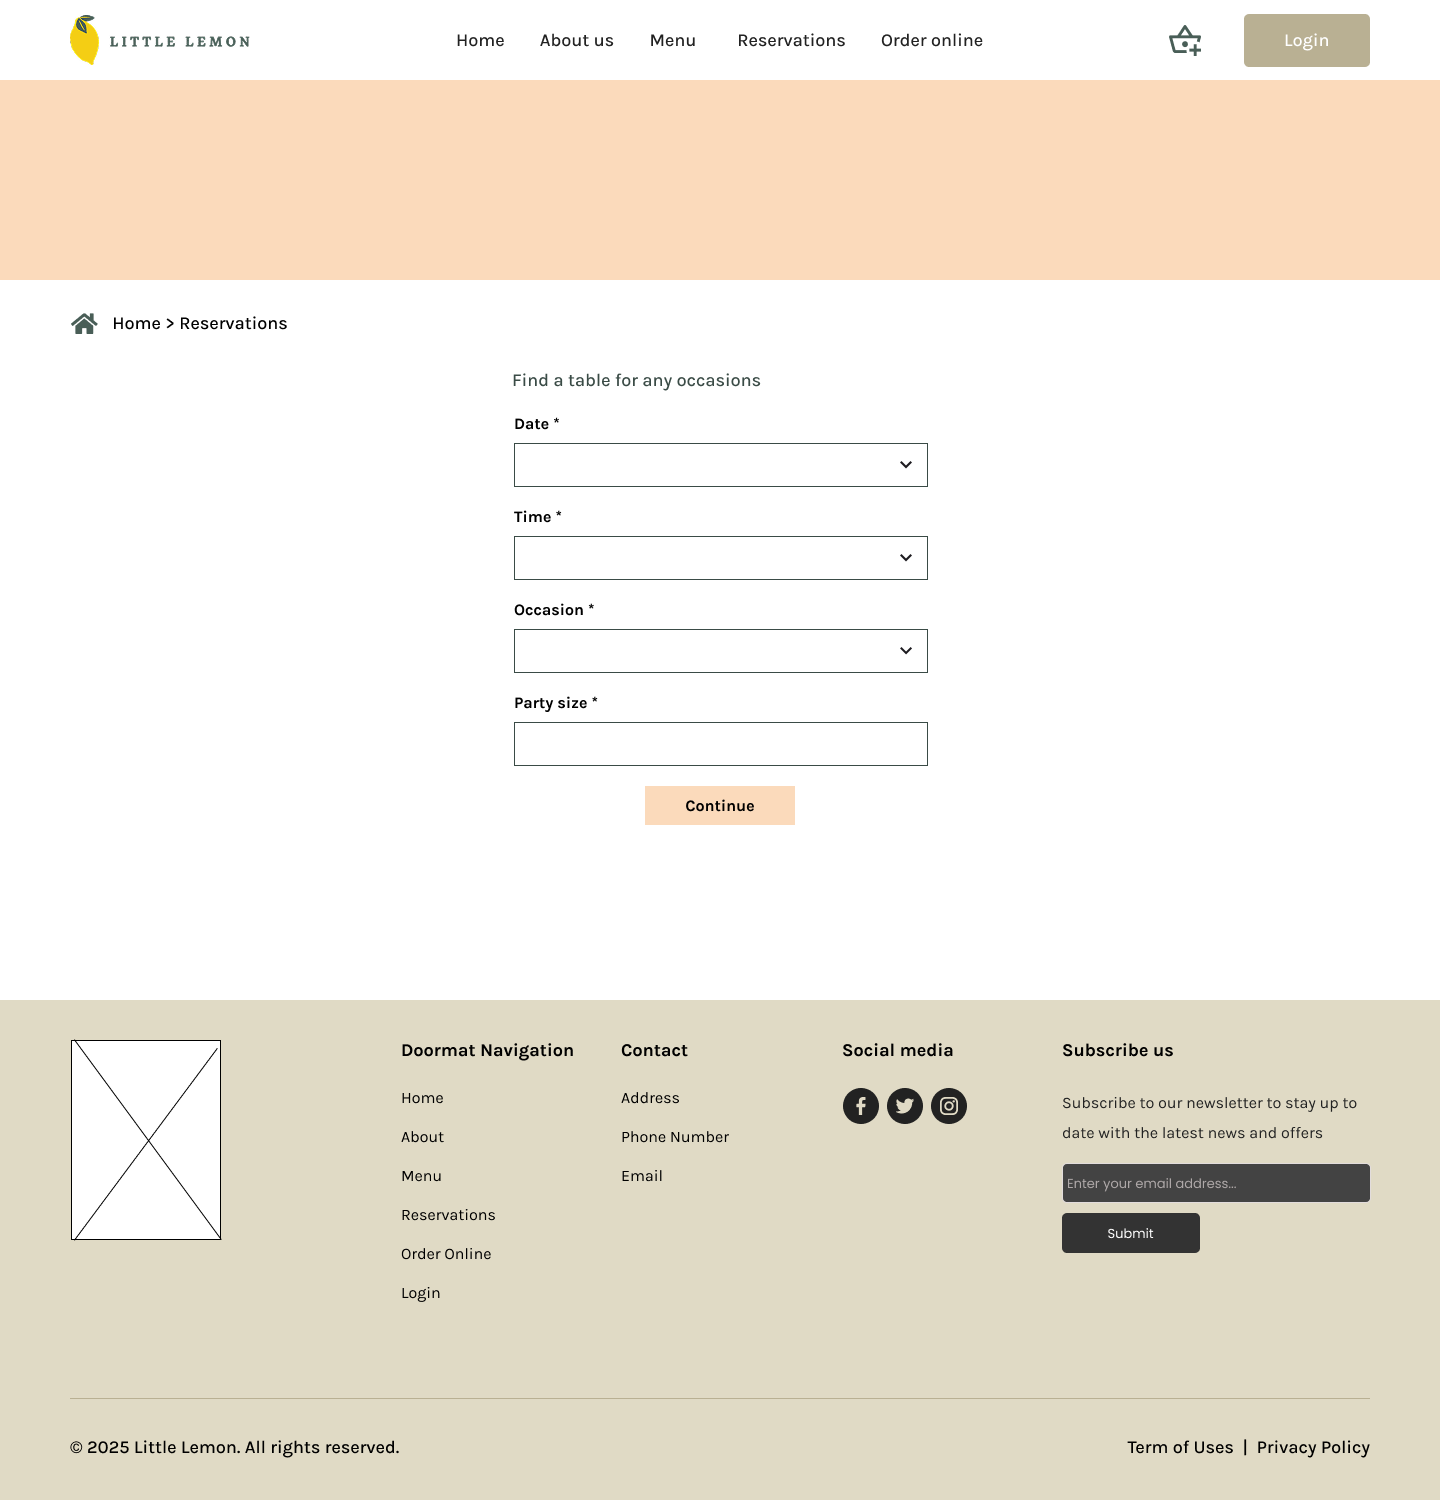 LITTLE LEMON
Home About us Menu Reservations Order online
Login
Home > Reservations
Find a table for any occasions
Date *
Time *
Occasion *
Party size *
Continue
Doormat Navigation
Home
About
Menu
Reservations
Order Online
Login
Contact
Address
Phone Number
Email
Social media
Subscribe us
Subscribe to our newsletter to stay up to
date with the latest news and offers
Enter your email address...
Submit
© 2025 Little Lemon. All rights reserved.
Term of Uses | Privacy Policy